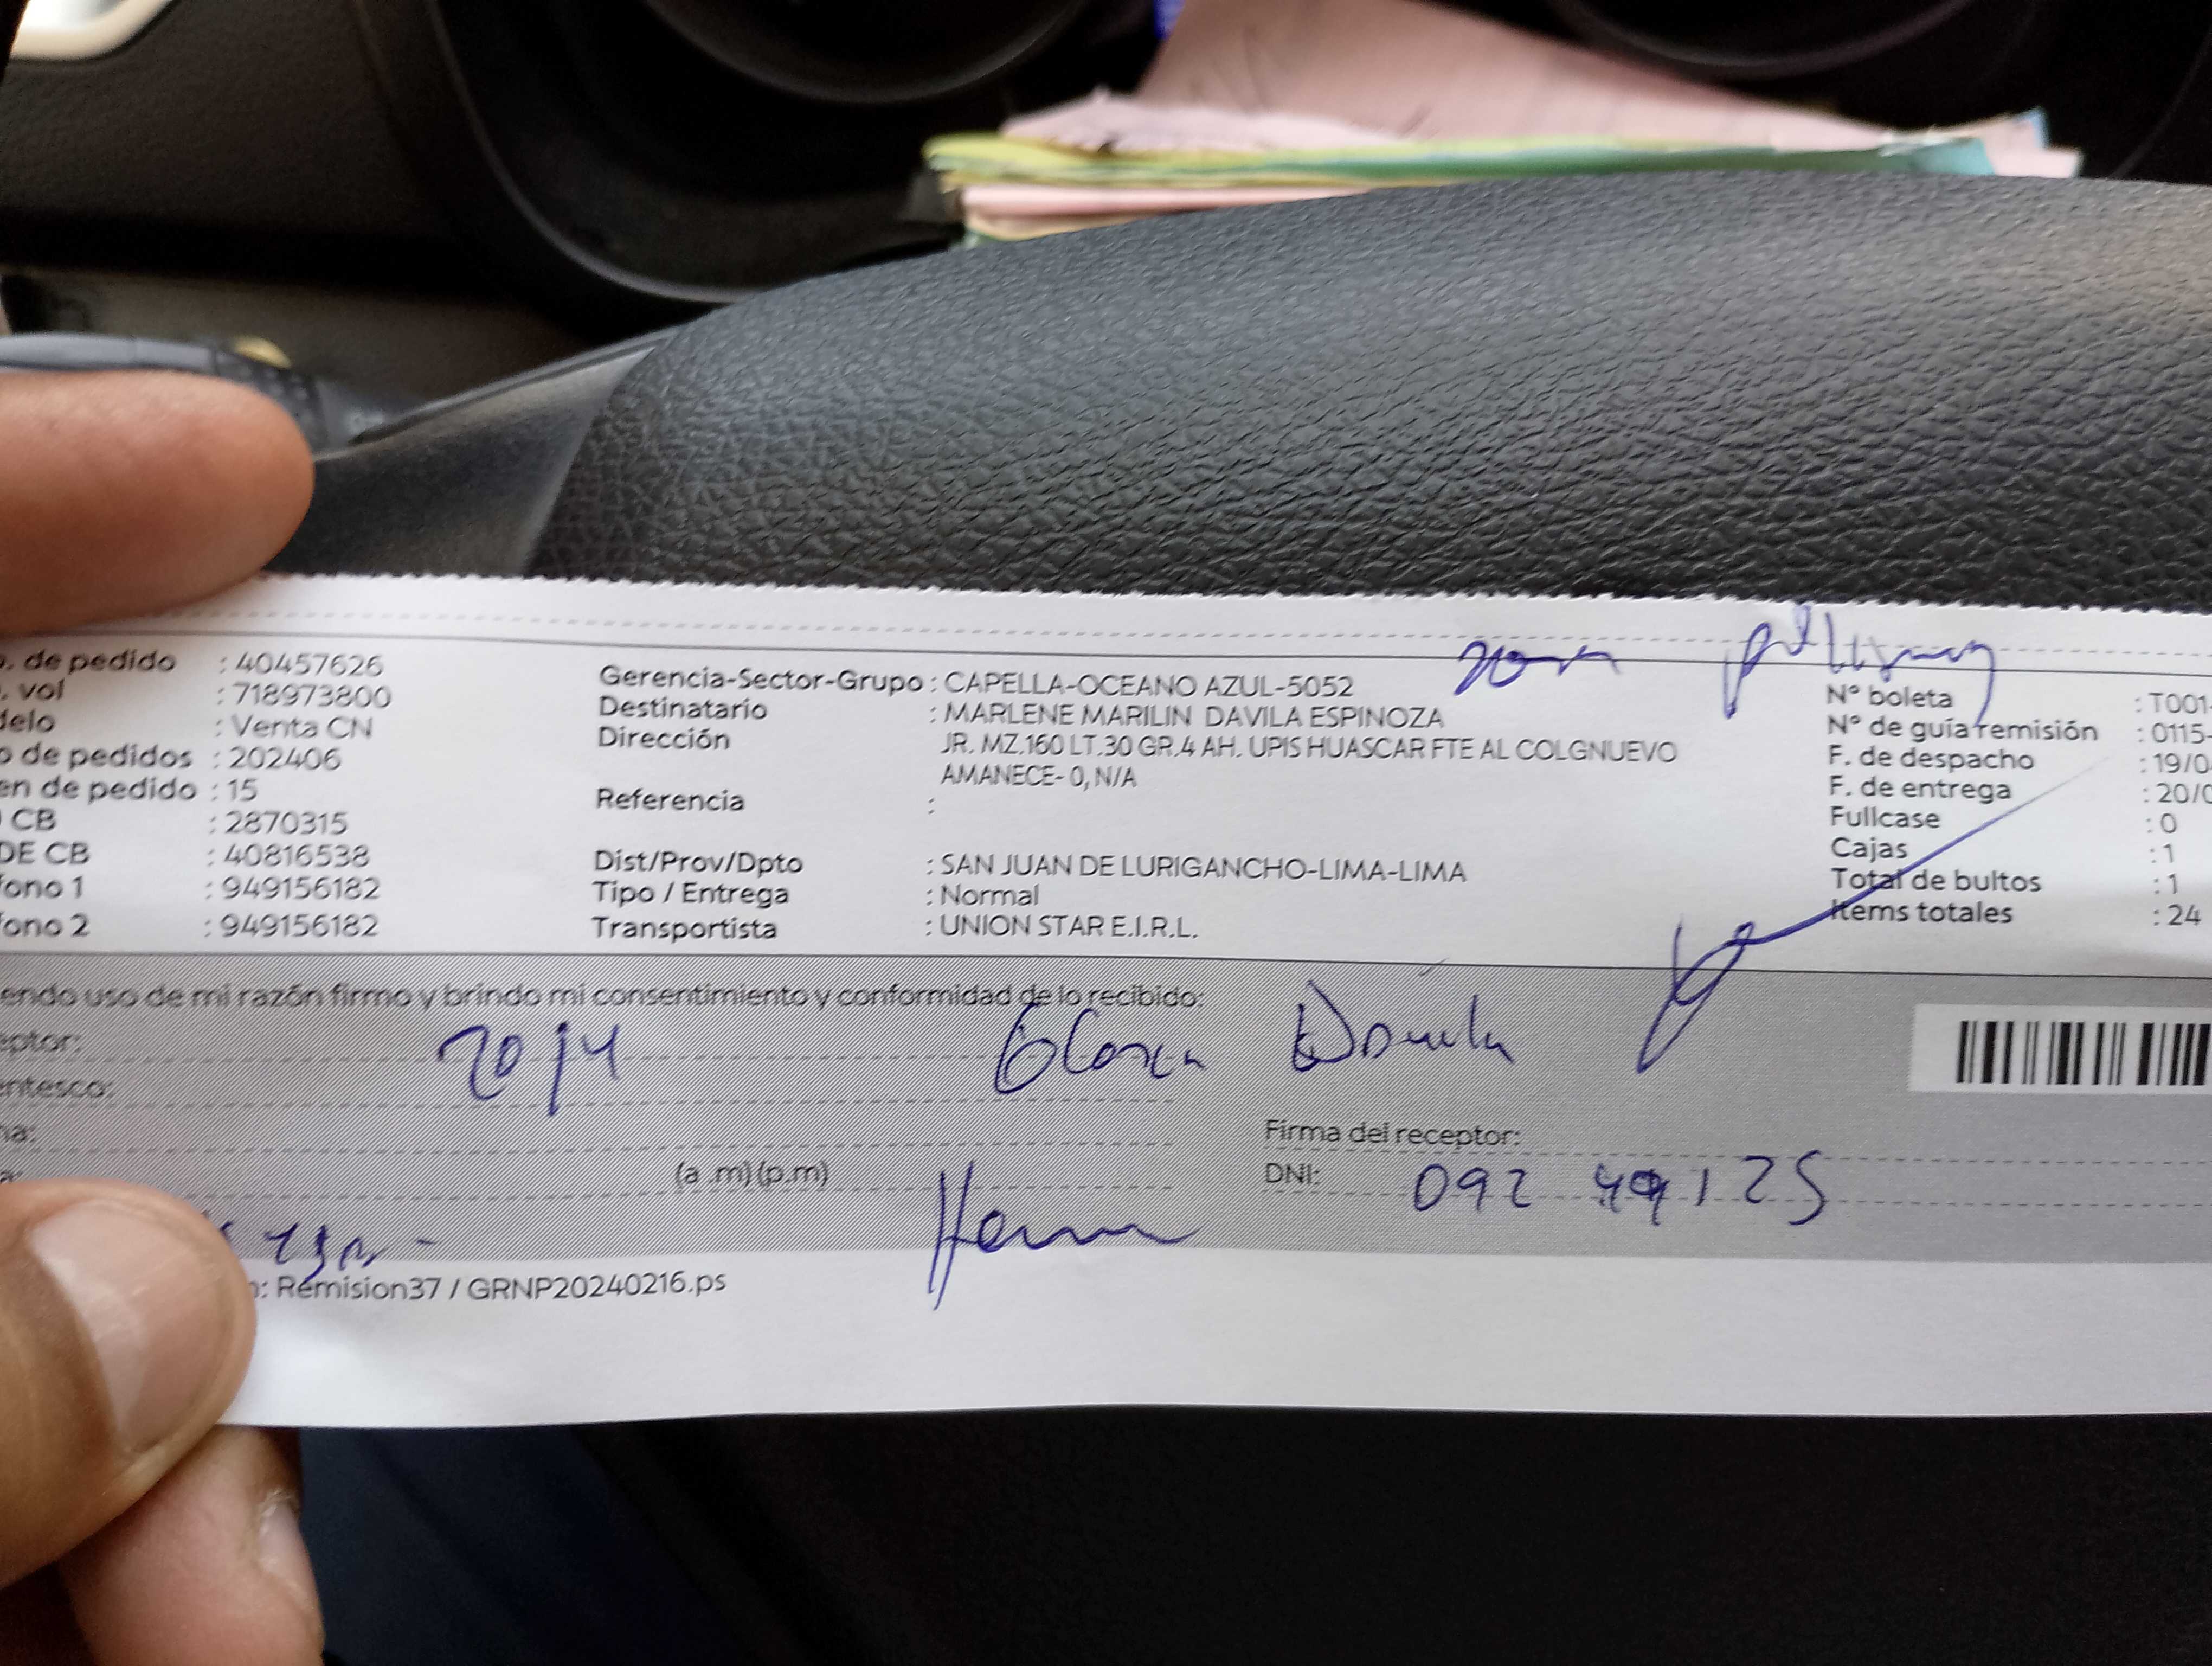 . de pedido : 40457626
. vol : 718973800
delo : Venta CN
o de pedidos : 202406
en de pedido : 15
CB : 2870315
DE CB : 40816538
fono 1 : 949156182
fono 2 : 949156182
Gerencia-Sector-Grupo : CAPELLA-OCEANO AZUL-5052
Destinatario : MARLENE MARILIN DAVILA ESPINOZA
Dirección JR. MZ.160 LT.30 GR.4 AH. UPIS HUASCAR FTE AL COLGNUEVO
AMANECE- 0, N/A
Referencia :
Dist/Prov/Dpto : SAN JUAN DE LURIGANCHO-LIMA-LIMA
Tipo / Entrega : Normal
Transportista : UNION STAR E.I.R.L.
N° boleta : T001-
N° de guía remisión : 0115-
F. de despacho : 19/0
F. de entrega : 20/0
Fullcase : 0
Cajas : 1
Total de bultos : 1
Items totales : 24
endo uso de mi razón firmo y brindo mi consentimiento y conformidad de lo recibido:
eptor:
20/4
entesco:
na:
Firma del receptor:
a: (a .m) (p.m)
DNI:
: Remision37 / GRNP20240216.ps